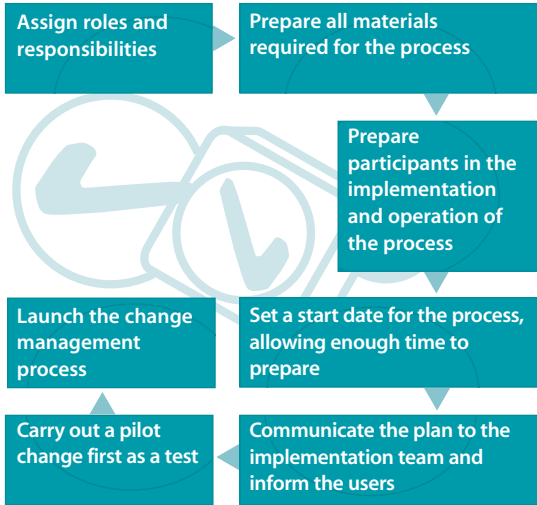 Assign roles and
responsibilities
Prepare all materials
required for the process
Prepare
participants in the
implementation
and operation of
the process
Set a start date for the process,
allowing enough time to
prepare
Communicate the plan to the
implementation team and
inform the users
Carry out a pilot
change first as a test
Launch the change
management
process